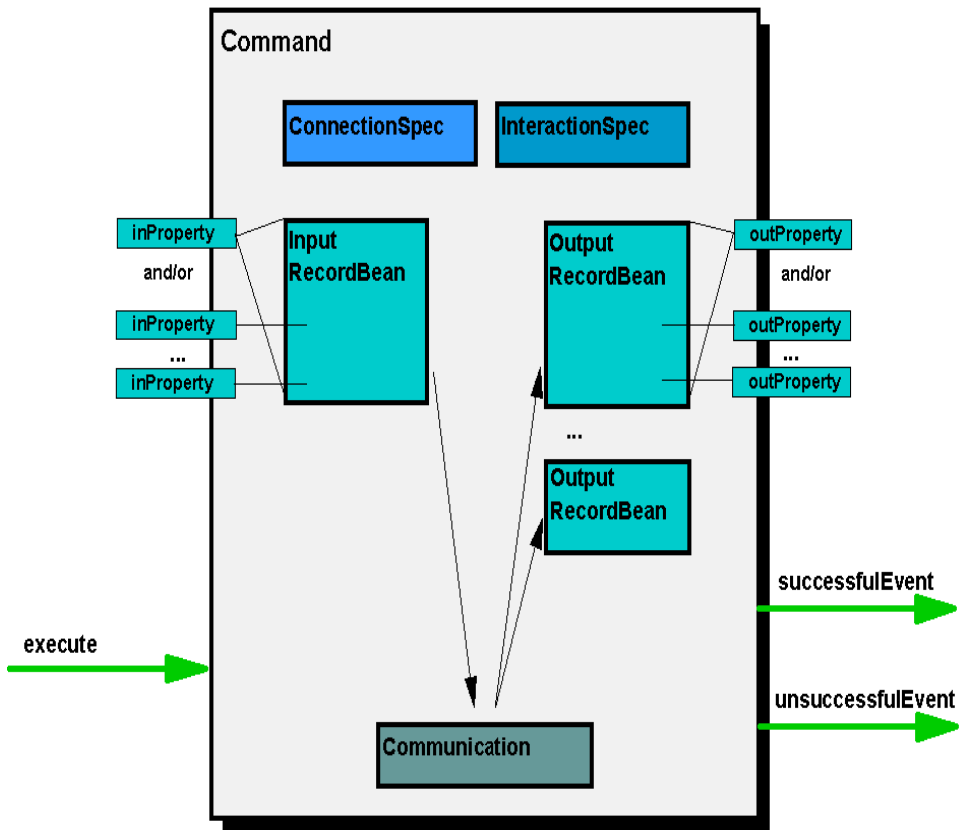 Command
ConnectionSpec
InteractionSpec
inProperty
and/or
inProperty
...
inProperty
Input
RecordBean
Output
RecordBean
outProperty
and/or
outProperty
...
outProperty
...
Output
RecordBean
successfulEvent
execute
unsuccessfulEvent
Communication